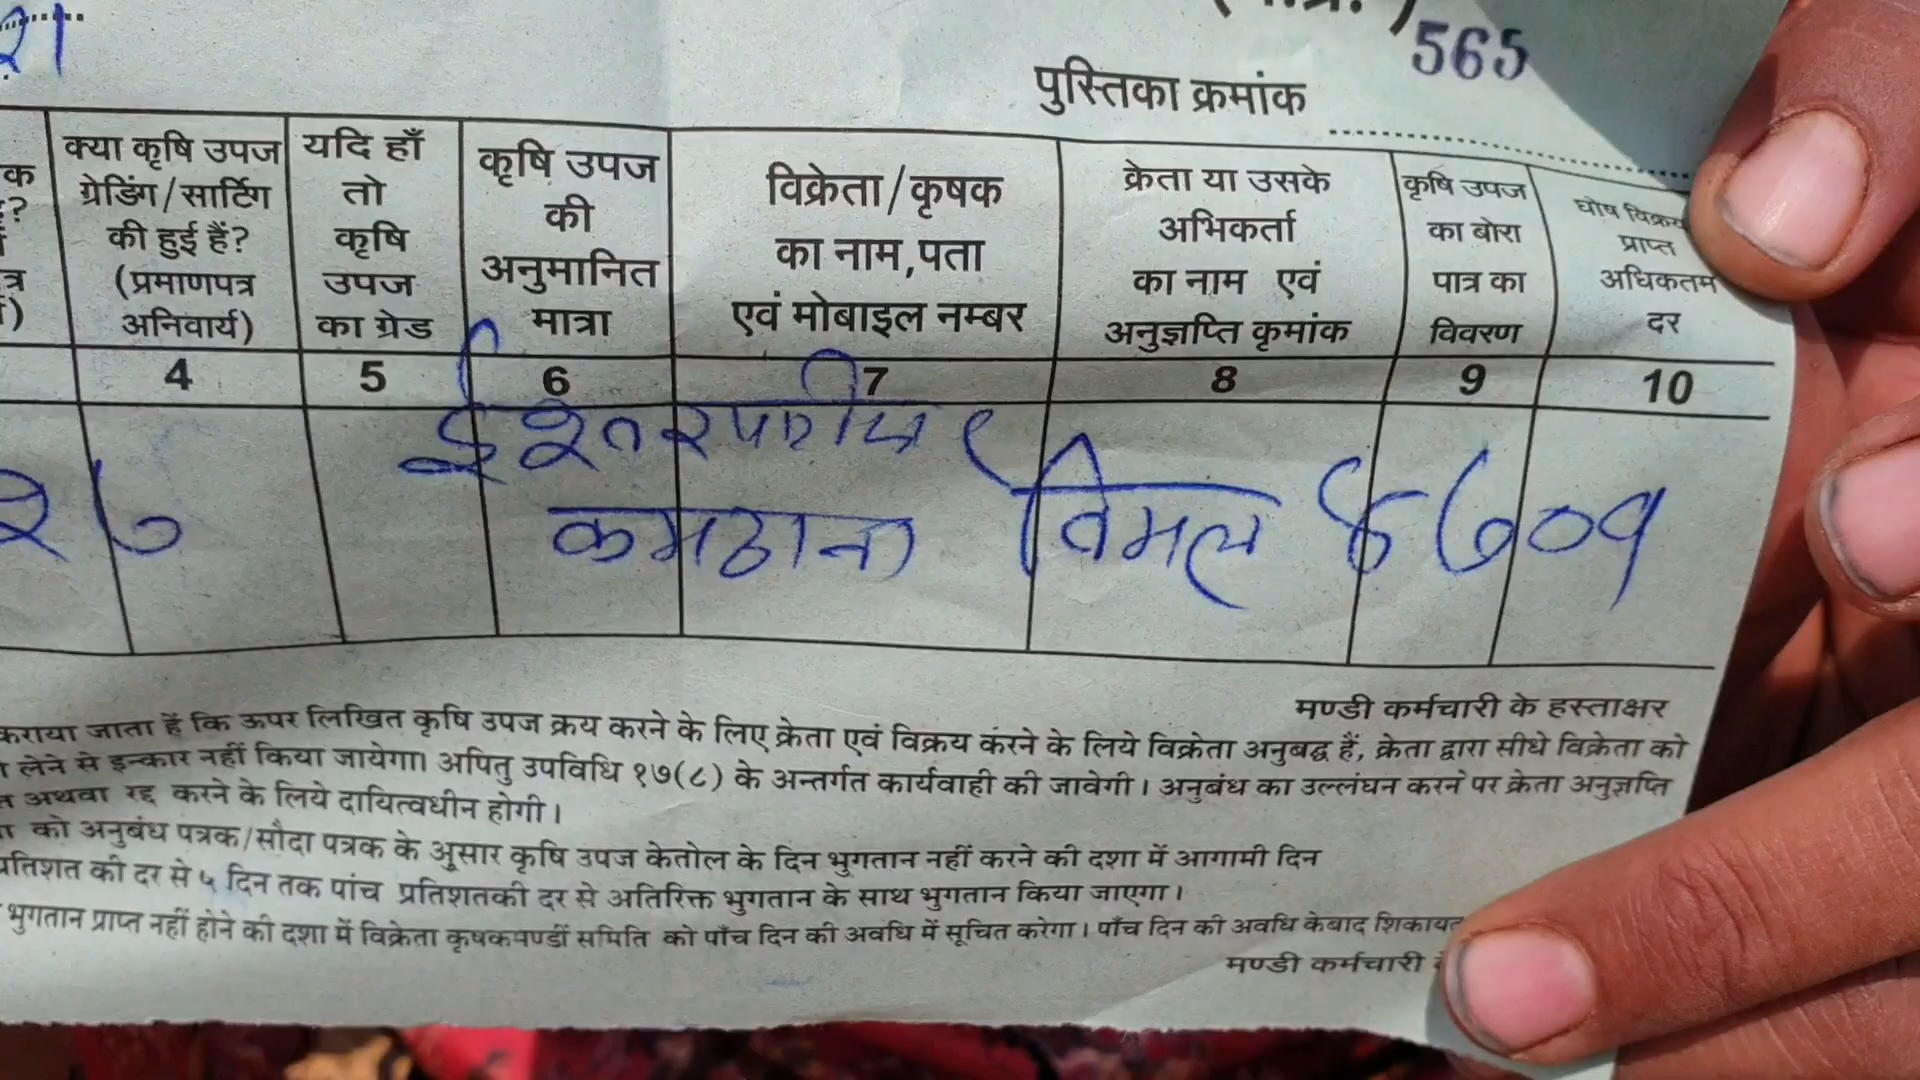 565
पुस्तिका क्रमांक
क्या कृषि उपज ग्रेडिंग/सार्टिग की हुई हैं? (प्रमाणपत्र अनिवार्य)
यदि हाँ तो कृषि उपज का ग्रेड
कृषि उपज की अनुमानित मात्रा
विक्रेता/कृषक का नाम,पता एवं मोबाइल नम्बर
क्रेता या उसके अभिकर्ता का नाम एवं अनुज्ञप्ति कृमांक
कृषि उपज का बोरा पात्र का विवरण
घोष विक्रय प्राप्त अधिकतम दर
4 5 6 7 8 9 10
कमठाना विमल
मण्डी कर्मचारी के हस्ताक्षर
कराया जाता हैं कि ऊपर लिखित कृषि उपज क्रय करने के लिए क्रेता एवं विक्रय करने के लिये विक्रेता अनुबद्ध हैं, क्रेता द्वारा सीधे विक्रेता को
लेने से इन्कार नहीं किया जायेगा। अपितु उपविधि १७(८) के अन्तर्गत कार्यवाही की जावेगी। अनुबंध का उल्लंघन करने पर क्रेता अनुज्ञप्ति
अथवा रद्द करने के लिये दायित्वधीन होगी।
को अनुबंध पत्रक/सौदा पत्रक के अुसार कृषि उपज केतोल के दिन भुगतान नहीं करने की दशा में आगामी दिन
प्रतिशत की दर से ५ दिन तक पांच प्रतिशतकी दर से अतिरिक्त भुगतान के साथ भुगतान किया जाएगा।
भुगतान प्राप्त नहीं होने की दशा में विक्रेता कृषकमण्डीं समिति को पाँच दिन की अवधि में सूचित करेगा। पाँच दिन की अवधि केबाद शिकायत
मण्डी कर्मचारी